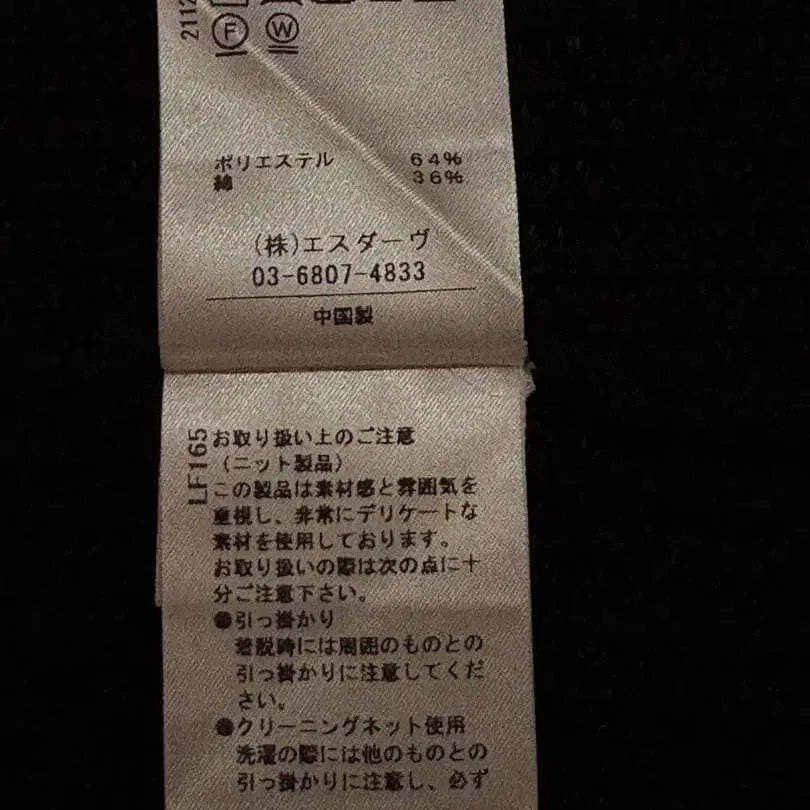 2112
F
W
ポリエステル 64%
綿 36%
(株)エスダーヴ
03-6807-4833
中国製
LF165
お取り扱い上のご注意
(ニット製品)
この製品は素材感と雰囲気を
重視し、非常にデリケートな
素材を使用しております。
お取り扱いの際は次の点に十
分ご注意下さい。
●引っ掛かり
着脱時には周囲のものとの
引っ掛かりに注意してくだ
さい。
●クリーニングネット使用
洗濯の際には他のものとの
引っ掛かりに注意し、必ず